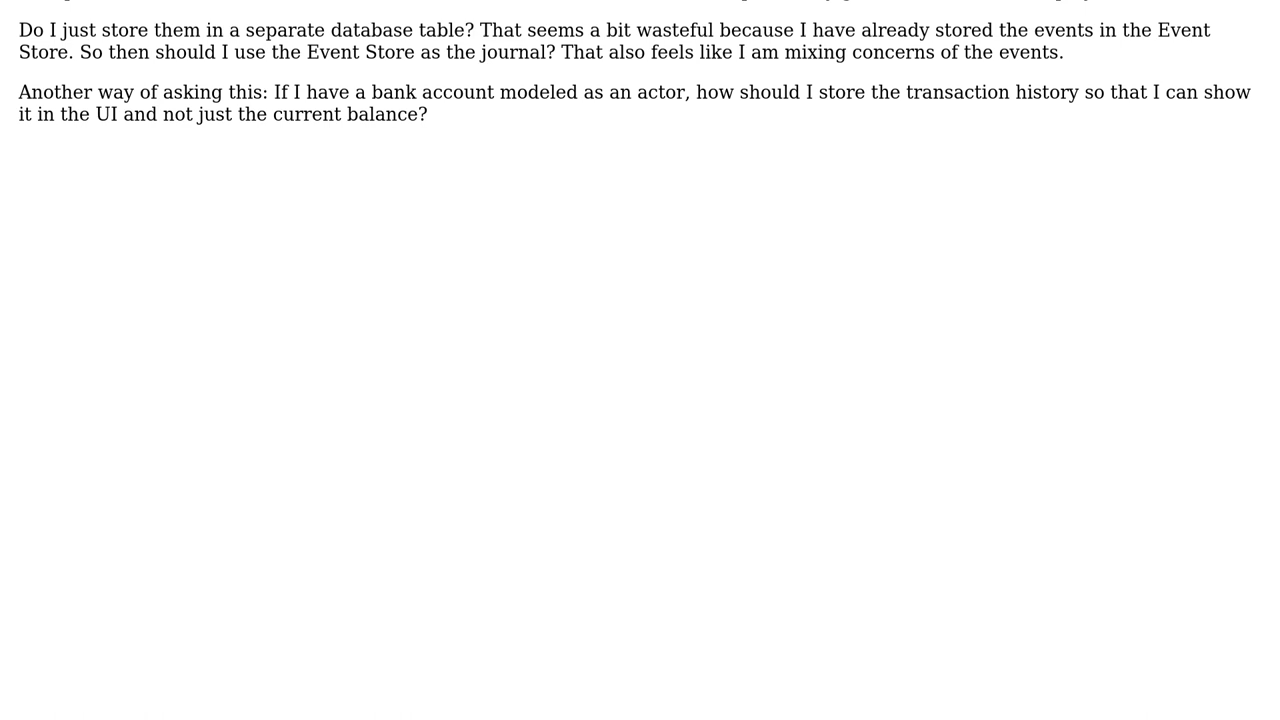 Do I just store them in a separate database table? That seems a bit wasteful because I have already stored the events in the Event
Store. So then should I use the Event Store as the journal? That also feels like I am mixing concerns of the events.
Another way of asking this: If I have a bank account modeled as an actor, how should I store the transaction history so that I can show
it in the UI and not just the current balance?